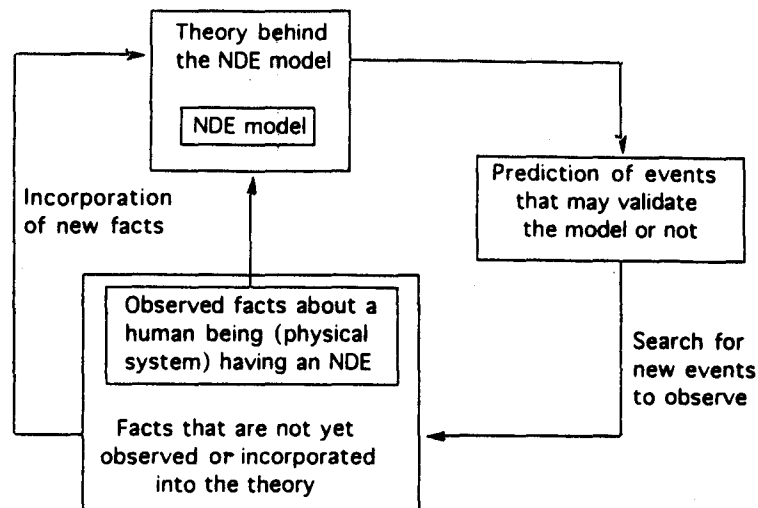 Theory behind
the NDE model
NDE model
Prediction of events
that may validate
the model or not
Incorporation
of new facts
Observed facts about a
human being (physical
system) having an NDE
Search for
new events
to observe
Facts that are not yet
observed or incorporated
into the theory